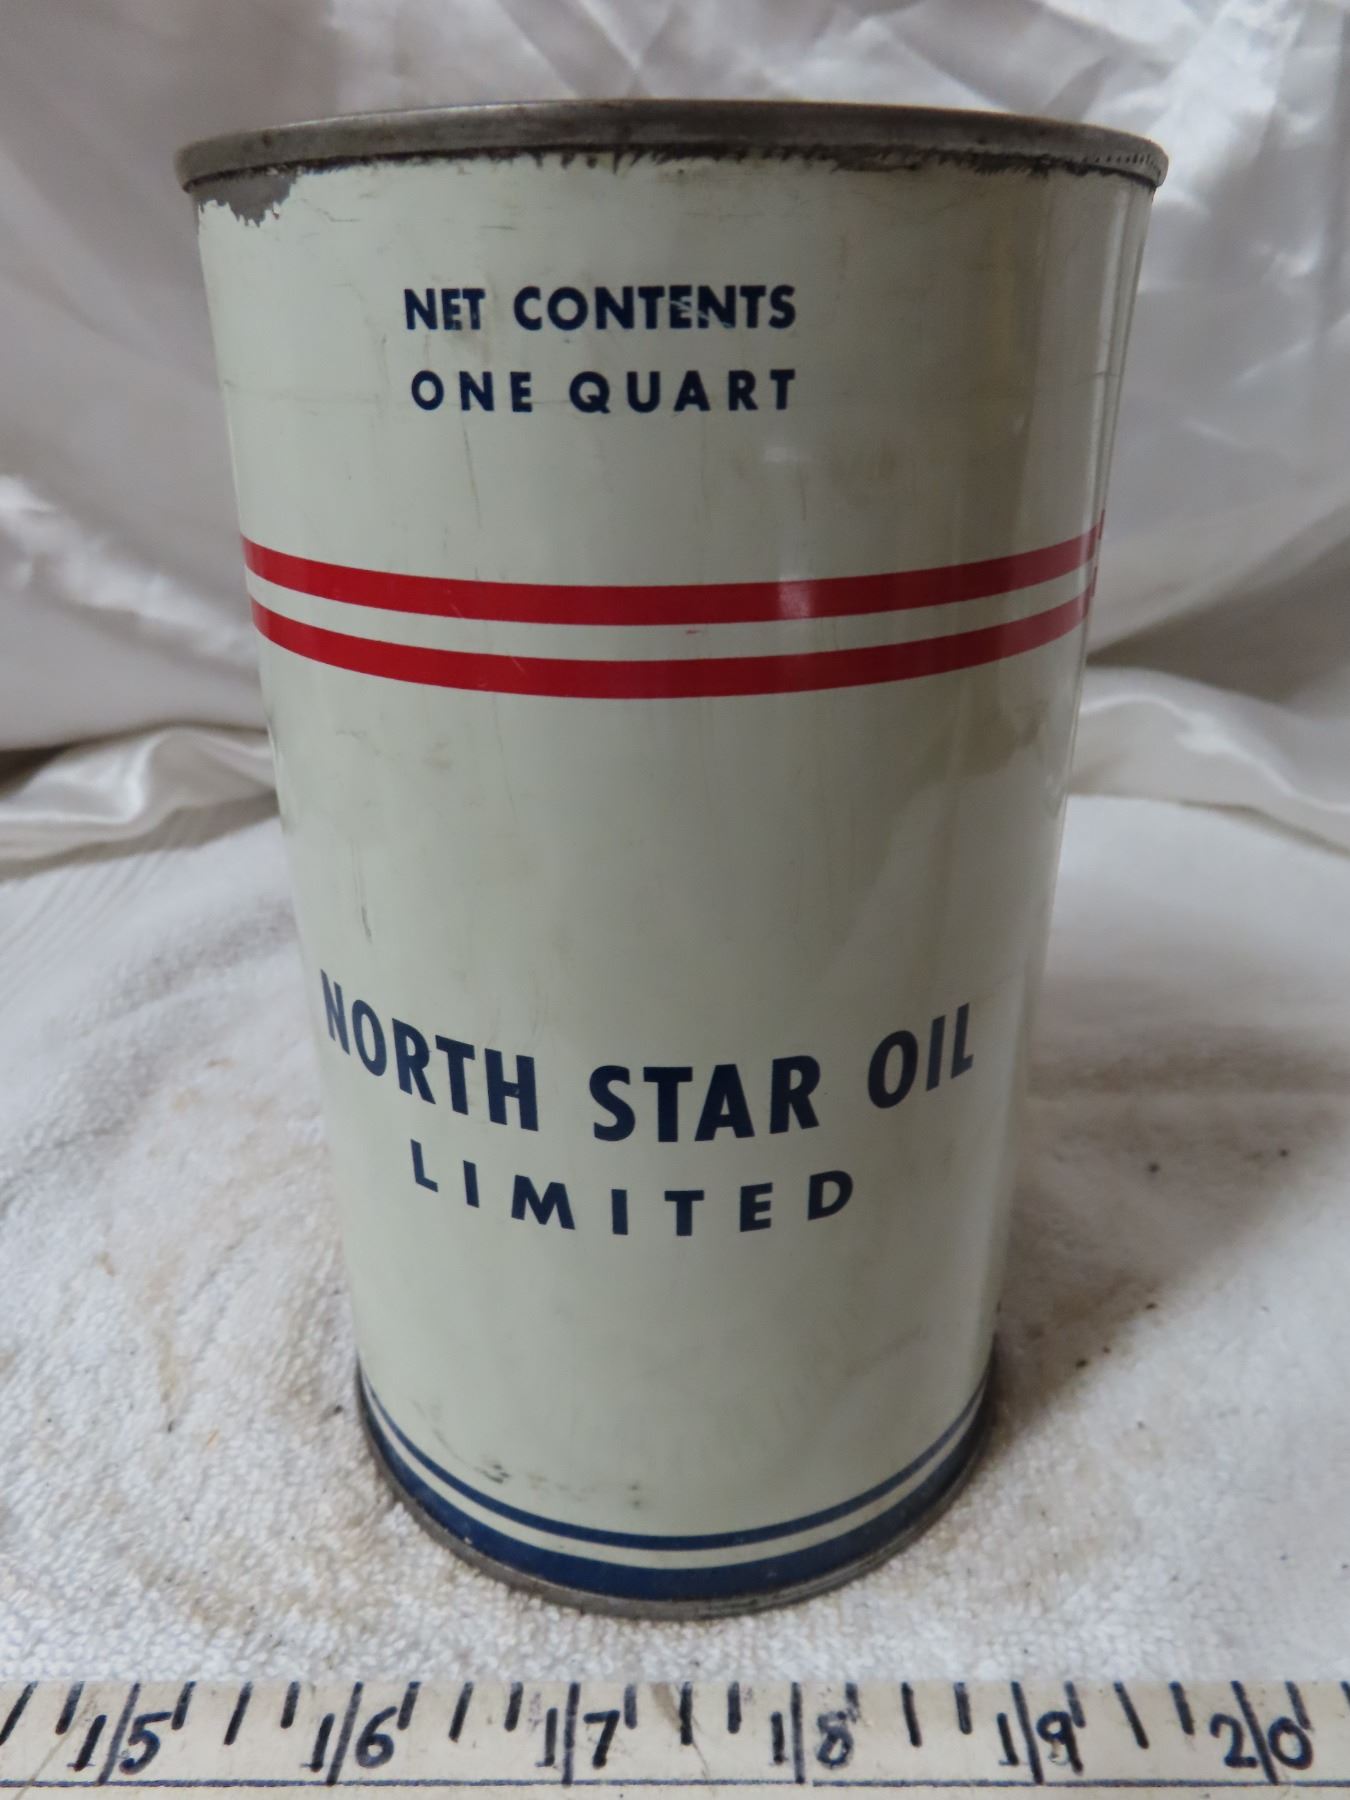 NET CONTENTS
ONE QUART
NORTH STAR OIL
LIMITED
15 16 17 18 19 20